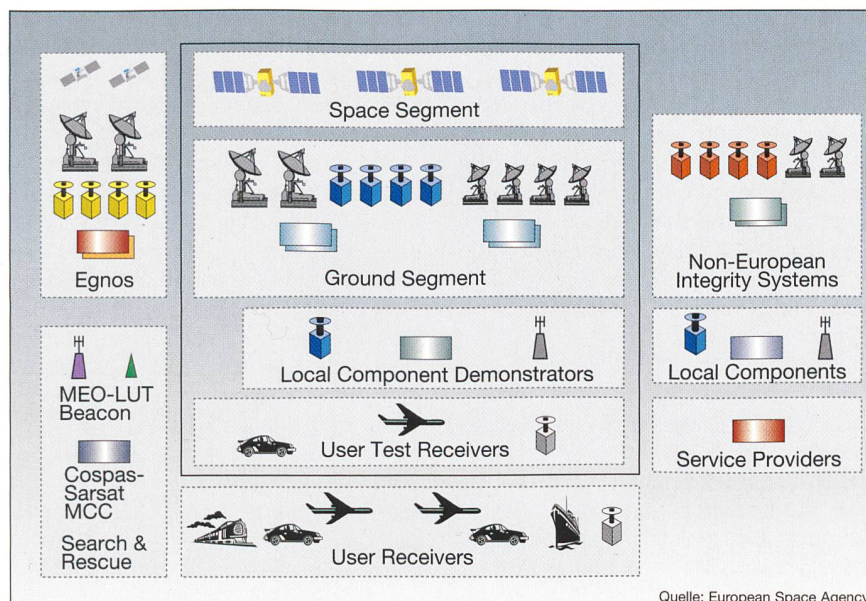 Space Segment
Egnos
Ground Segment
Non-European
Integrity Systems
MEO-LUT
Beacon
Cospas-
Sarsat
MCC
Search &
Rescue
Local Component Demonstrators
Local Components
User Test Receivers
Service Providers
User Receivers
Quelle: European Space Agency